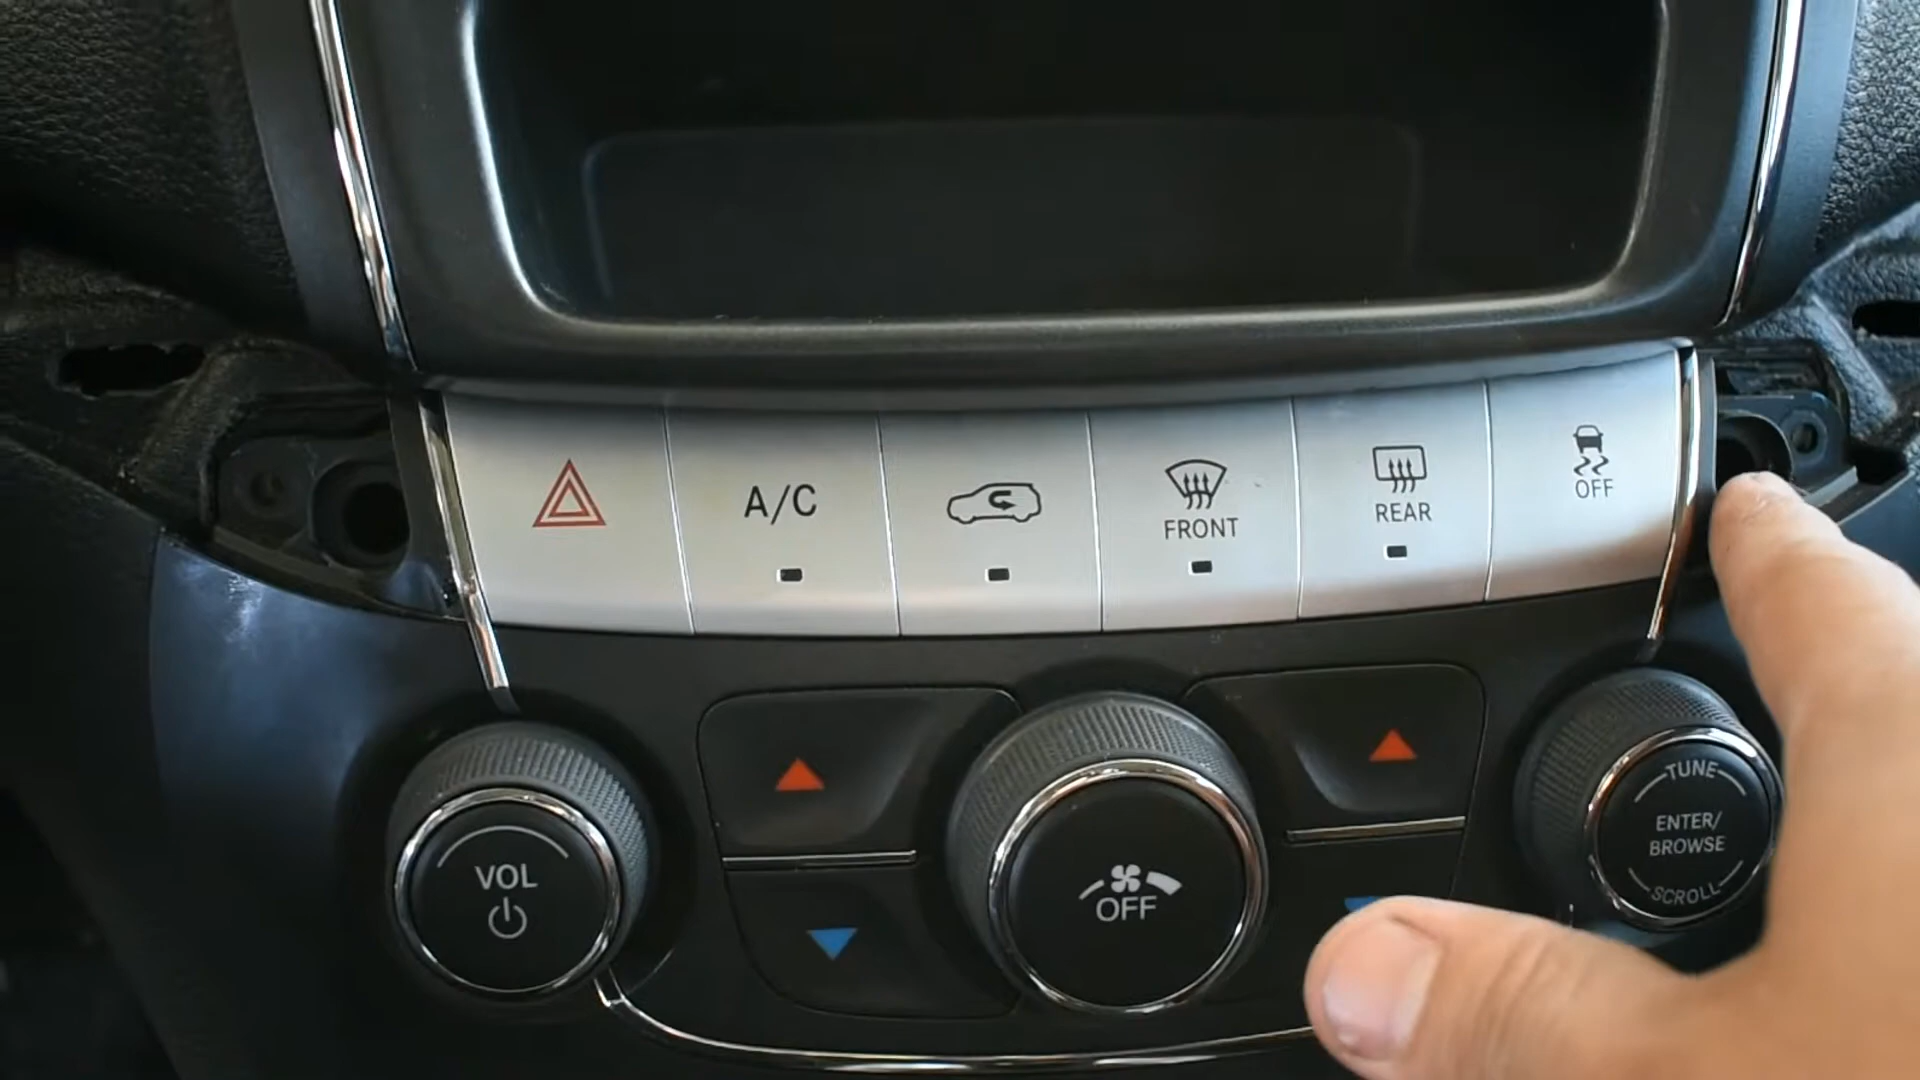 A/C
FRONT
REAR
OFF
VOL
OFF
TUNE
ENTER/
BROWSE
SCROLL